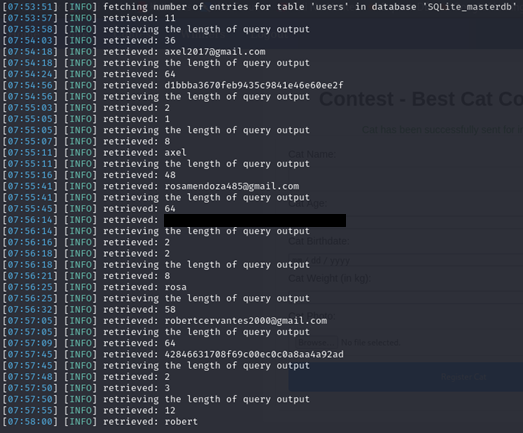 [07:53:51] [INFO] fetching number of entries for table 'users' in database 'SQLite_masterdb'
[07:53:57] [INFO] retrieved: 11
[07:53:58] [INFO] retrieving the length of query output
[07:54:03] [INFO] retrieved: 36
[07:54:18] [INFO] retrieved: axel2017@gmail.com
[07:54:18] [INFO] retrieving the length of query output
[07:54:24] [INFO] retrieved: 64
[07:54:56] [INFO] retrieved: d1bbba3670feb9435c9841e46e60ee2f
[07:54:56] [INFO] retrieving the length of query output
[07:55:03] [INFO] retrieved: 2
[07:55:05] [INFO] retrieved: 1
[07:55:05] [INFO] retrieving the length of query output
[07:55:07] [INFO] retrieved: 8
[07:55:11] [INFO] retrieved: axel
[07:55:11] [INFO] retrieving the length of query output
[07:55:16] [INFO] retrieved: 48
[07:55:41] [INFO] retrieved: rosamendoza485@gmail.com
[07:55:41] [INFO] retrieving the length of query output
[07:55:45] [INFO] retrieved: 64
[07:56:14] [INFO] retrieved:
[07:56:14] [INFO] retrieving the length of query output
[07:56:16] [INFO] retrieved: 2
[07:56:18] [INFO] retrieved: 2
[07:56:18] [INFO] retrieving the length of query output
[07:56:21] [INFO] retrieved: 8
[07:56:25] [INFO] retrieved: rosa
[07:56:25] [INFO] retrieving the length of query output
[07:56:32] [INFO] retrieved: 58
[07:57:05] [INFO] retrieved: robertcervantes2000@gmail.com
[07:57:05] [INFO] retrieving the length of query output
[07:57:09] [INFO] retrieved: 64
[07:57:45] [INFO] retrieved: 42846631708f69c00ec0c0a8aa4a92ad
[07:57:45] [INFO] retrieving the length of query output
[07:57:48] [INFO] retrieved: 2
[07:57:50] [INFO] retrieved: 3
[07:57:50] [INFO] retrieving the length of query output
[07:57:55] [INFO] retrieved: 12
[07:58:00] [INFO] retrieved: robert
Contest - Best Cat Co
Cat Name:
Cat Age:
Cat Birthdate:
Cat Weight (in kg)